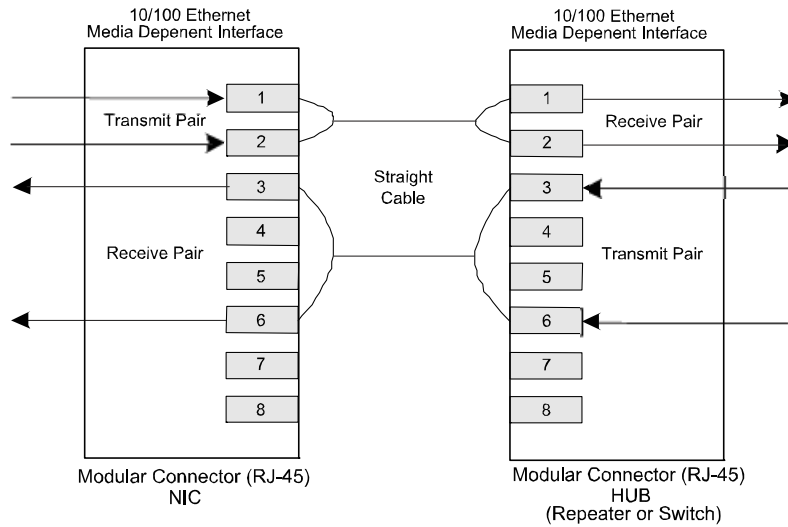 10/100 Ethernet
Media Depenent Interface
1
Transmit Pair
2
3
4
Receive Pair
5
6
7
8
Modular Connector (RJ-45)
NIC
Straight
Cable
10/100 Ethernet
Media Depenent Interface
1
Receive Pair
2
3
4
Transmit Pair
5
6
7
8
Modular Connector (RJ-45)
HUB
(Repeater or Switch)